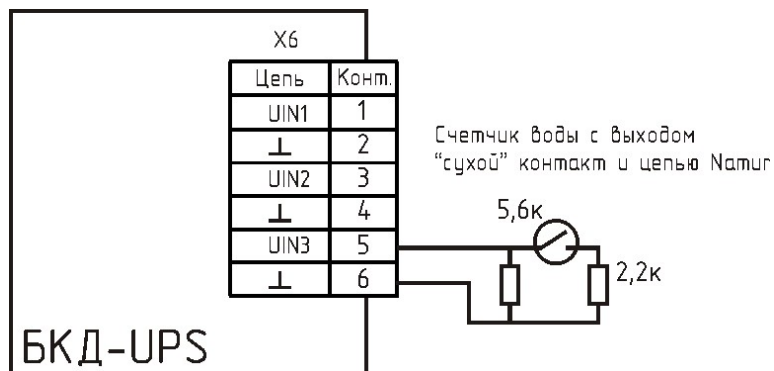 X6
Цепь Конт.
UIN1 1
⊥ 2
UIN2 3
⊥ 4
UIN3 5
⊥ 6
Счетчик воды с выходом
“сухой” контакт и цепью Namur
5,6к
2,2к
БКД-UPS